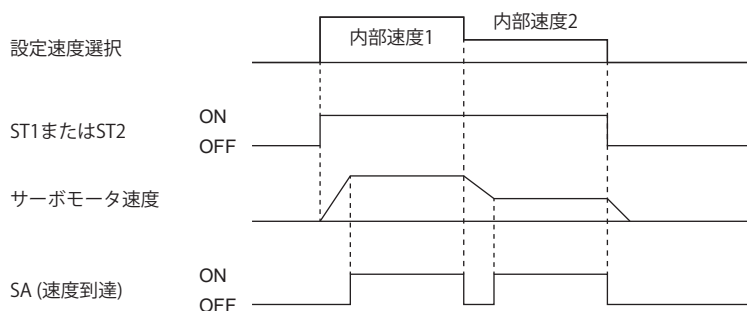 内部速度1
内部速度2
設定速度選択
ON
ST1またはST2
OFF
サーボモータ速度
ON
SA (速度到達)
OFF